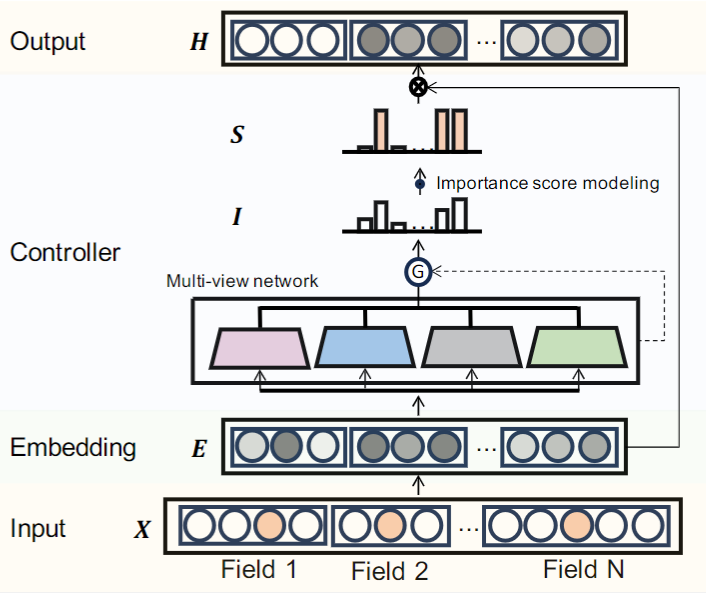 Output H
...
S
...
Importance score modeling
I
...
Controller
G
Multi-view network
Embedding E
...
Input X
...
Field 1 Field 2 Field N